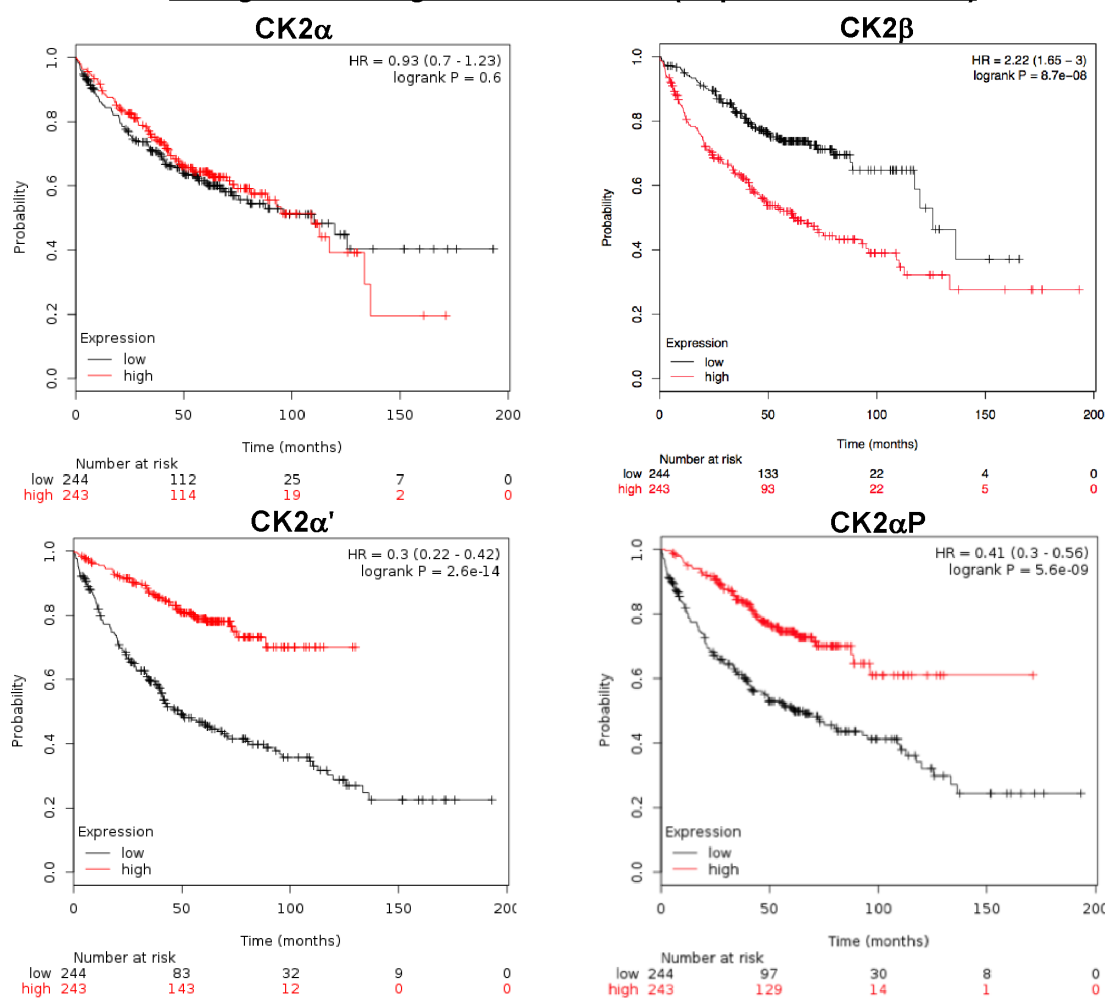 CK2α
HR = 0.93 (0.7 - 1.23)
logrank P = 0.6
Probability
1.0
0.8
0.6
0.4
0.2
0.0
Expression
low
high
0 50 100 150 200
Time (months)
Number at risk
low 244 112 25 7 0
high 243 114 19 2 0
CK2β
HR = 2.22 (1.65 − 3)
logrank P = 8.7e−08
Probability
1.0
0.8
0.6
0.4
0.2
0.0
Expression
low
high
0 50 100 150 200
Time (months)
Number at risk
low 244 133 22 4 0
high 243 93 22 5 0
CK2α'
HR = 0.3 (0.22 - 0.42)
logrank P = 2.6e-14
Probability
1.0
0.8
0.6
0.4
0.2
0.0
Expression
low
high
0 50 100 150 200
Time (months)
Number at risk
low 244 83 32 9 0
high 243 143 12 0 0
CK2αP
HR = 0.41 (0.3 - 0.56)
logrank P = 5.6e-09
Probability
1.0
0.8
0.6
0.4
0.2
0.0
Expression
low
high
0 50 100 150 200
Time (months)
Number at risk
low 244 97 30 8 0
high 243 129 14 1 0